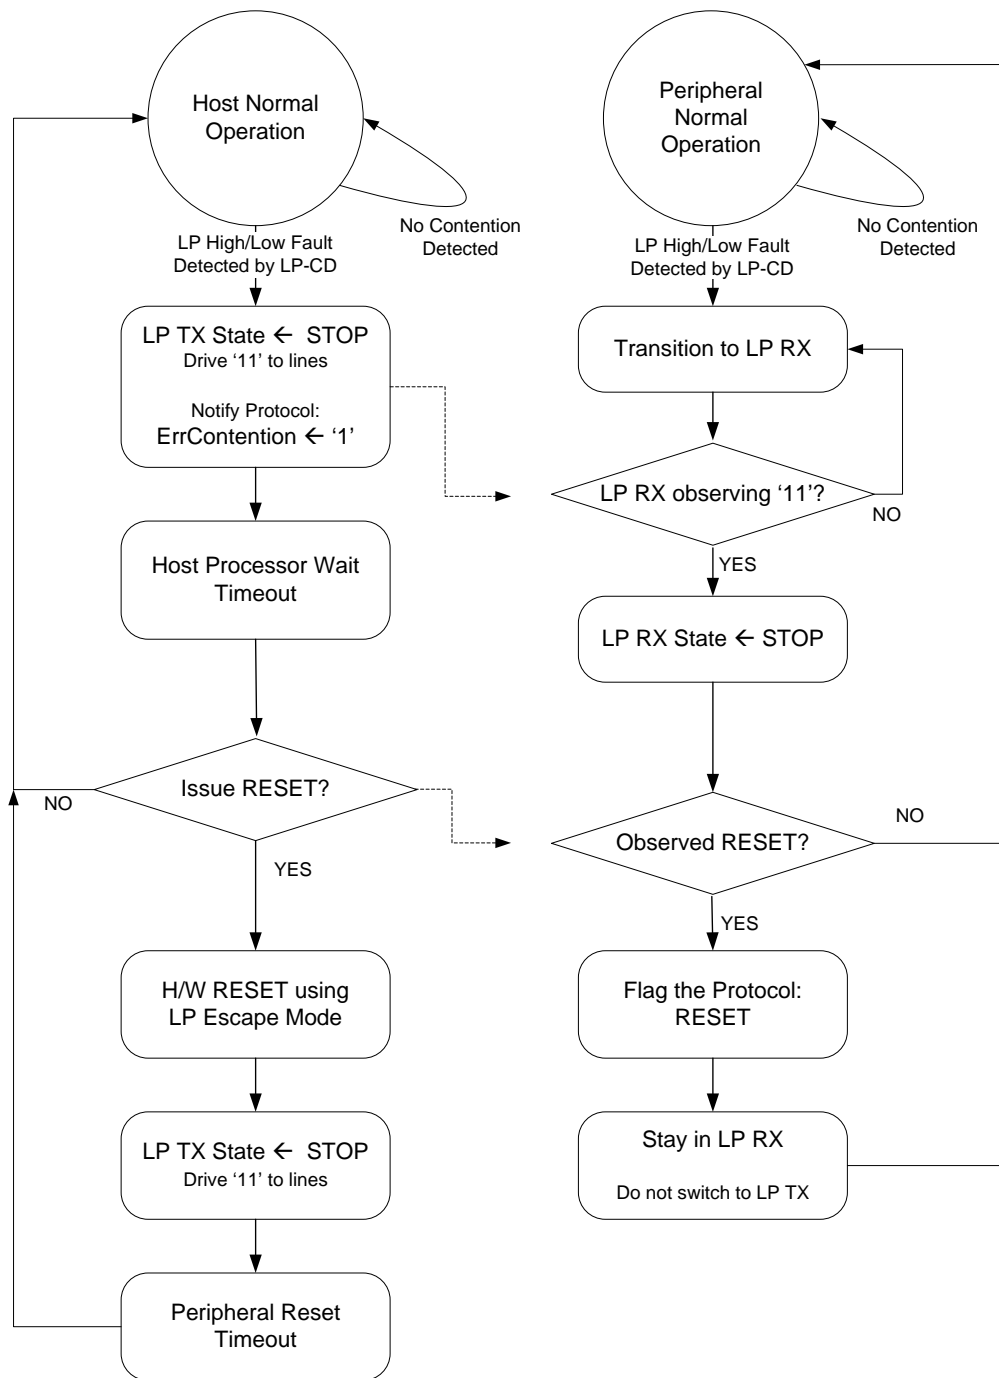 Host Normal
Operation
No Contention
Detected
LP High/Low Fault
Detected by LP-CD
LP TX State ← STOP
Drive ‘11’ to lines
Notify Protocol:
ErrContention ← ‘1’
Host Processor Wait
Timeout
Issue RESET?
NO
YES
H/W RESET using
LP Escape Mode
LP TX State ← STOP
Drive ‘11’ to lines
Peripheral Reset
Timeout
Peripheral
Normal
Operation
No Contention
Detected
LP High/Low Fault
Detected by LP-CD
Transition to LP RX
LP RX observing ‘11’?
NO
YES
LP RX State ← STOP
Observed RESET?
NO
YES
Flag the Protocol:
RESET
Stay in LP RX
Do not switch to LP TX